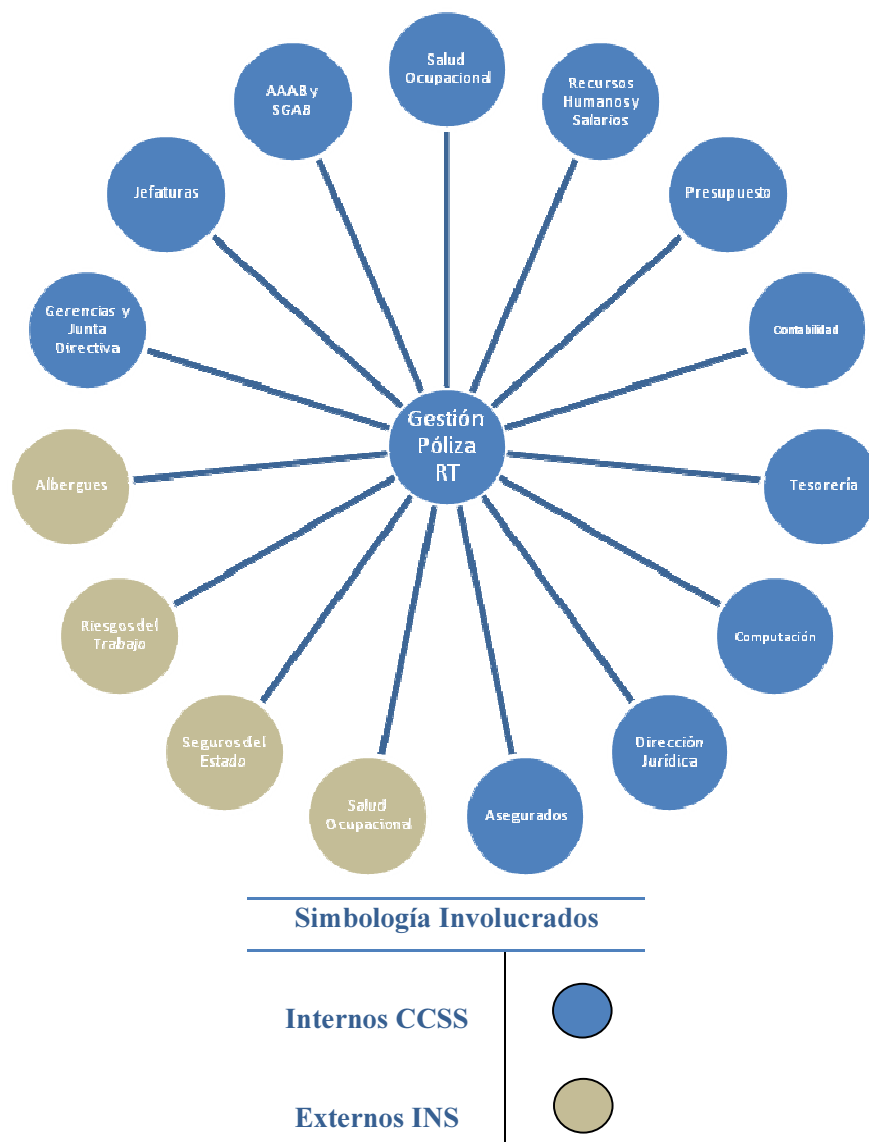 Salud
Ocupacional
Recursos
Humanos y
Salarios
Presupuesto
Contabilidad
Tesorería
Computación
Dirección
Jurídica
Asegurados
Salud
Ocupacional
Seguros del
Estado
Riesgos del
Trabajo
Albergues
Gerencias y
Junta
Directiva
Jefaturas
AAAB y
SGAB
Gestión
Póliza
RT
Simbología Involucrados
Internos CCSS
Externos INS